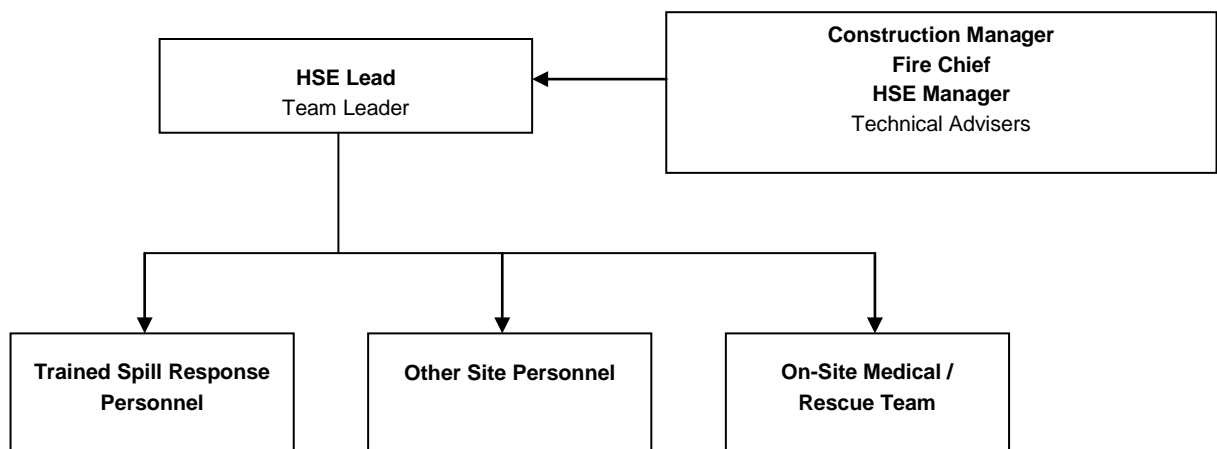 HSE Lead
Team Leader
Construction Manager
Fire Chief
HSE Manager
Technical Advisers
Trained Spill Response
Personnel
Other Site Personnel
On-Site Medical /
Rescue Team